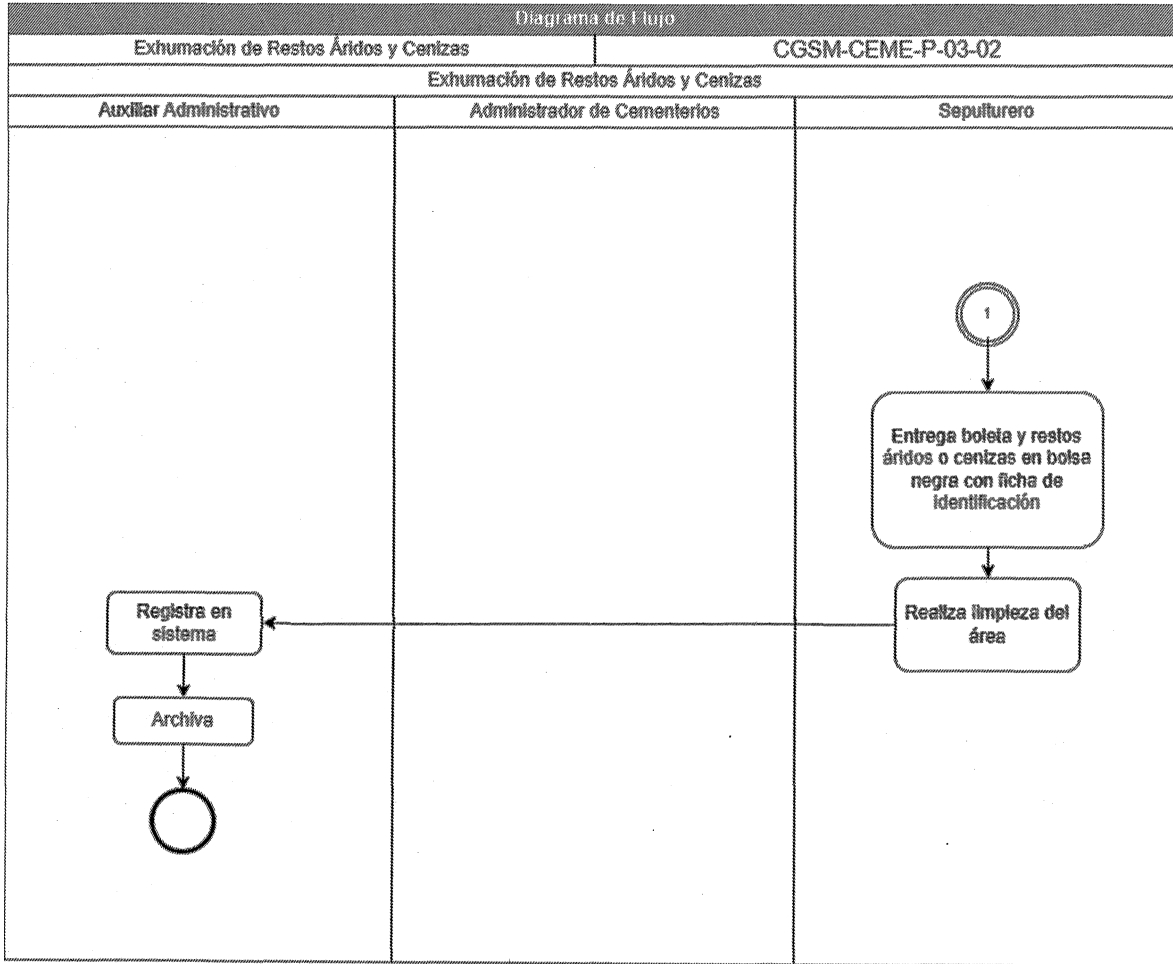 Diagrama de Flujo
Exhumación de Restos Áridos y Cenizas
CGSM-CEME-P-03-02
Exhumación de Restos Áridos y Cenizas
Auxiliar Administrativo
Administrador de Cementerios
Sepulturero
1
Entrega boleta y restos
áridos o cenizas en bolsa
negra con ficha de
identificación
Realiza limpieza del
área
Registra en
sistema
Archiva